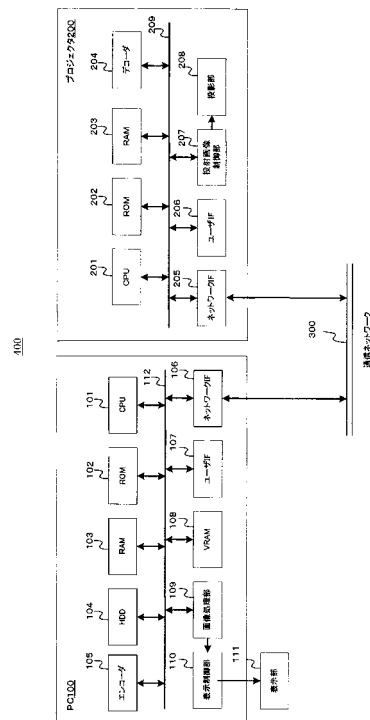 400
PC100
105
エンコーダ
104
HDD
103
RAM
102
ROM
101
CPU
112
110
表示制御部
109
画像処理部
108
VRAM
107
ユーザIF
106
ネットワークIF
111
表示部
プロジェクタ200
201
CPU
202
ROM
203
RAM
204
デコーダ
209
205
ネットワークIF
206
ユーザIF
207
投射画像
制御部
208
投影部
300
通信ネットワーク